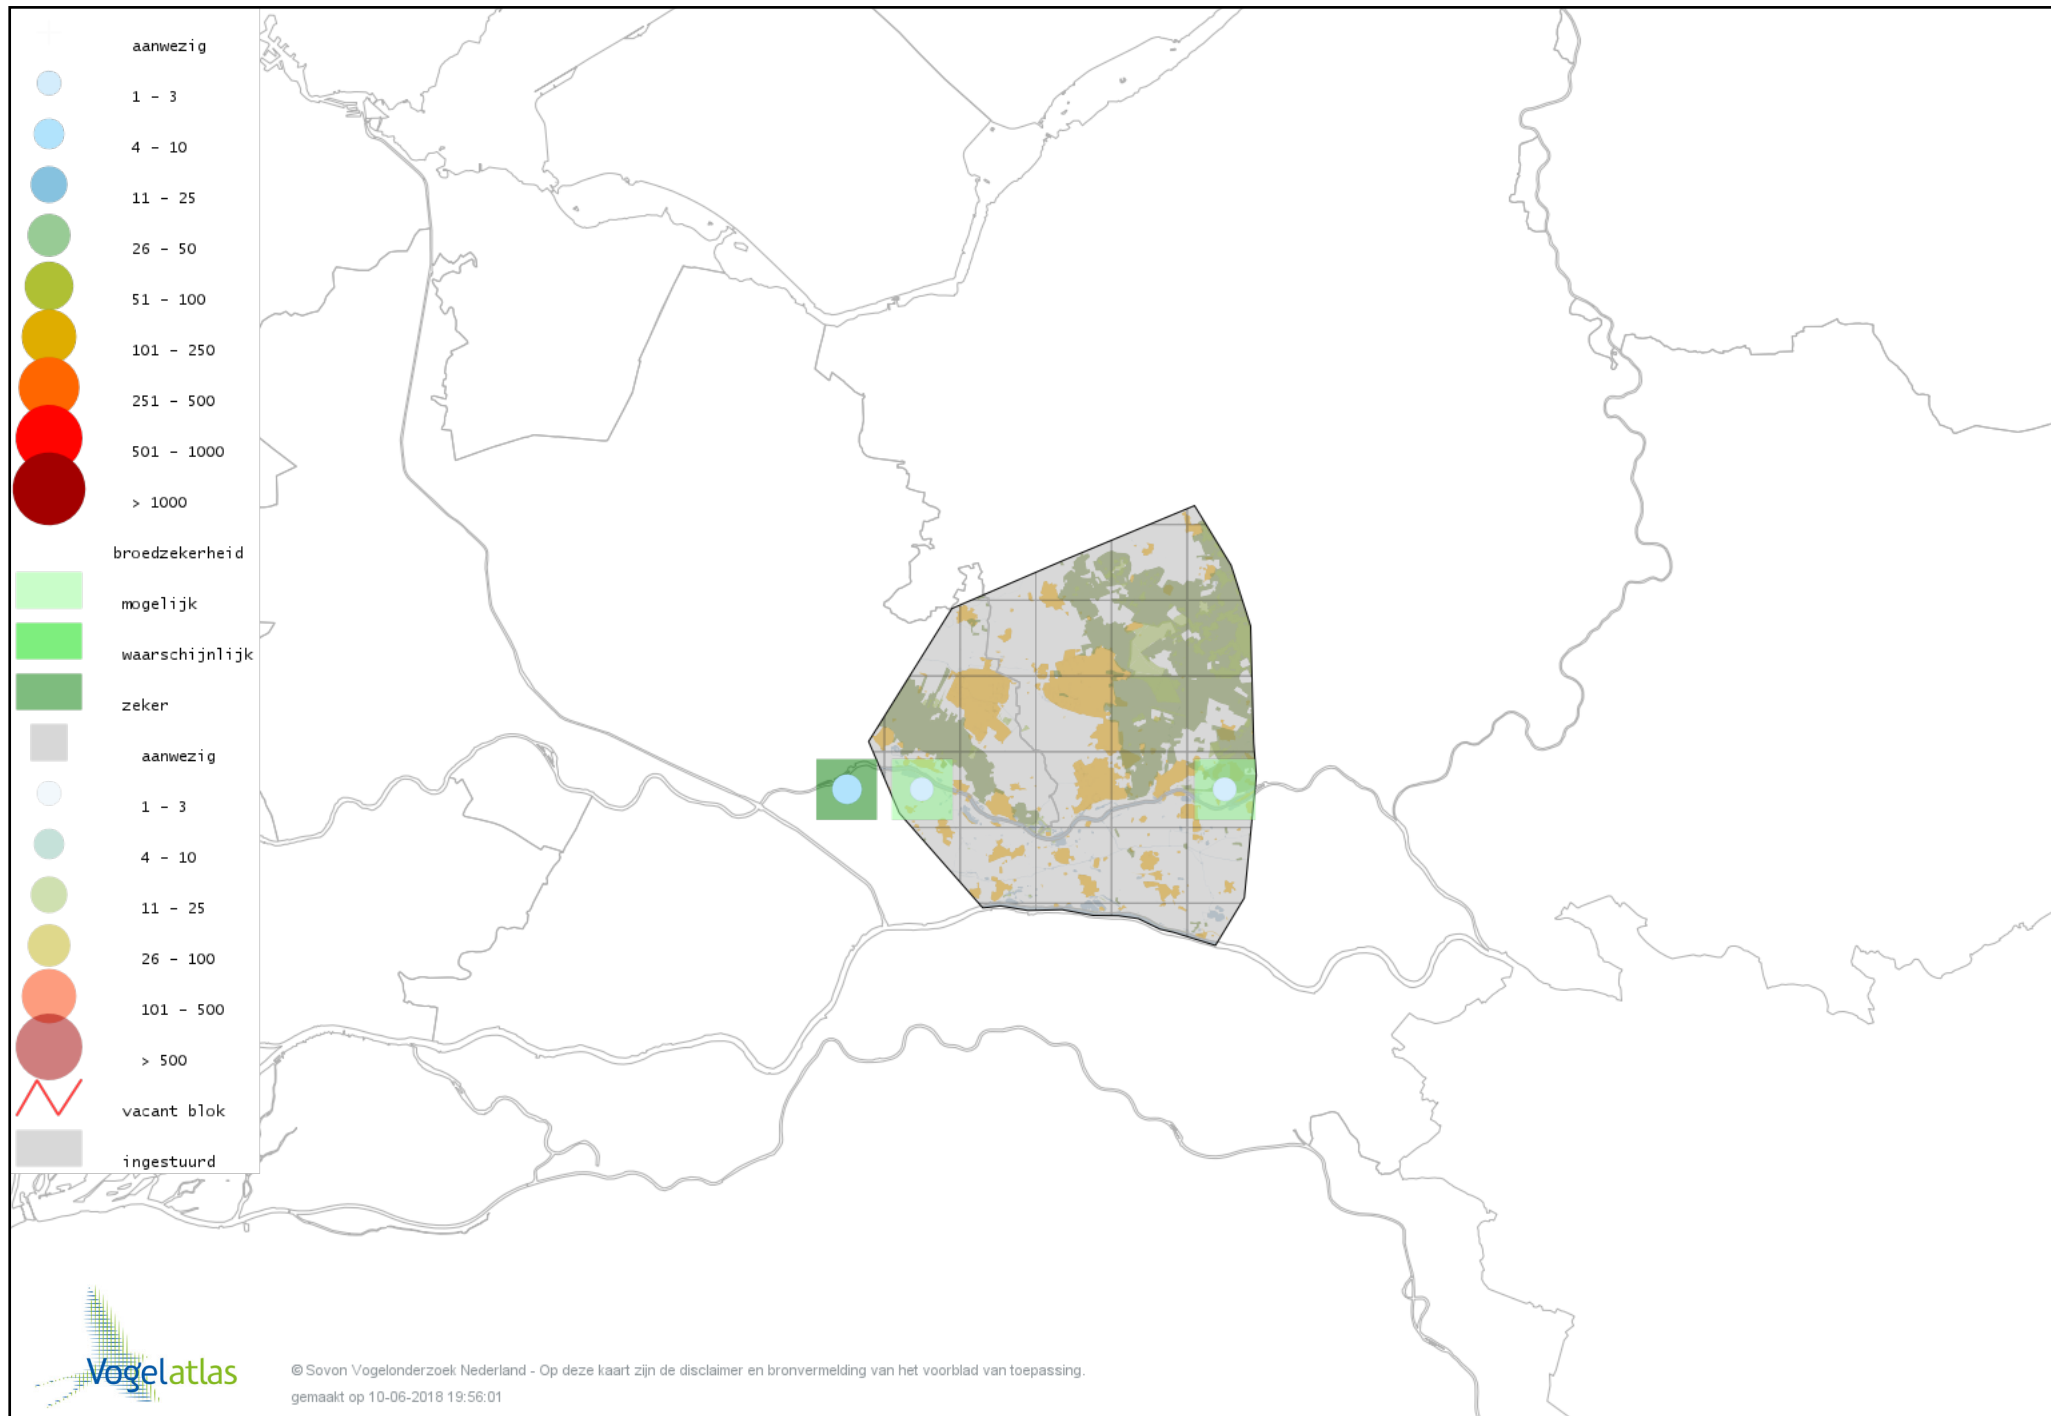 aanwezig
1 - 3
4 - 10
11 - 25
26 - 50
51 - 100
101 - 250
251 - 500
501 - 1000
> 1000
broedzekerheid
mogelijk
waarschijnlijk
zeker
aanwezig
1 - 3
4 - 10
11 - 25
26 - 100
101 - 500
> 500
vacant blok
ingestuurd
Vogelatlas
© Sovon Vogelonderzoek Nederland - Op deze kaart zijn de disclaimer en bronvermelding van het voorblad van toepassing.
gemaakt op 10-06-2018 19:56:01